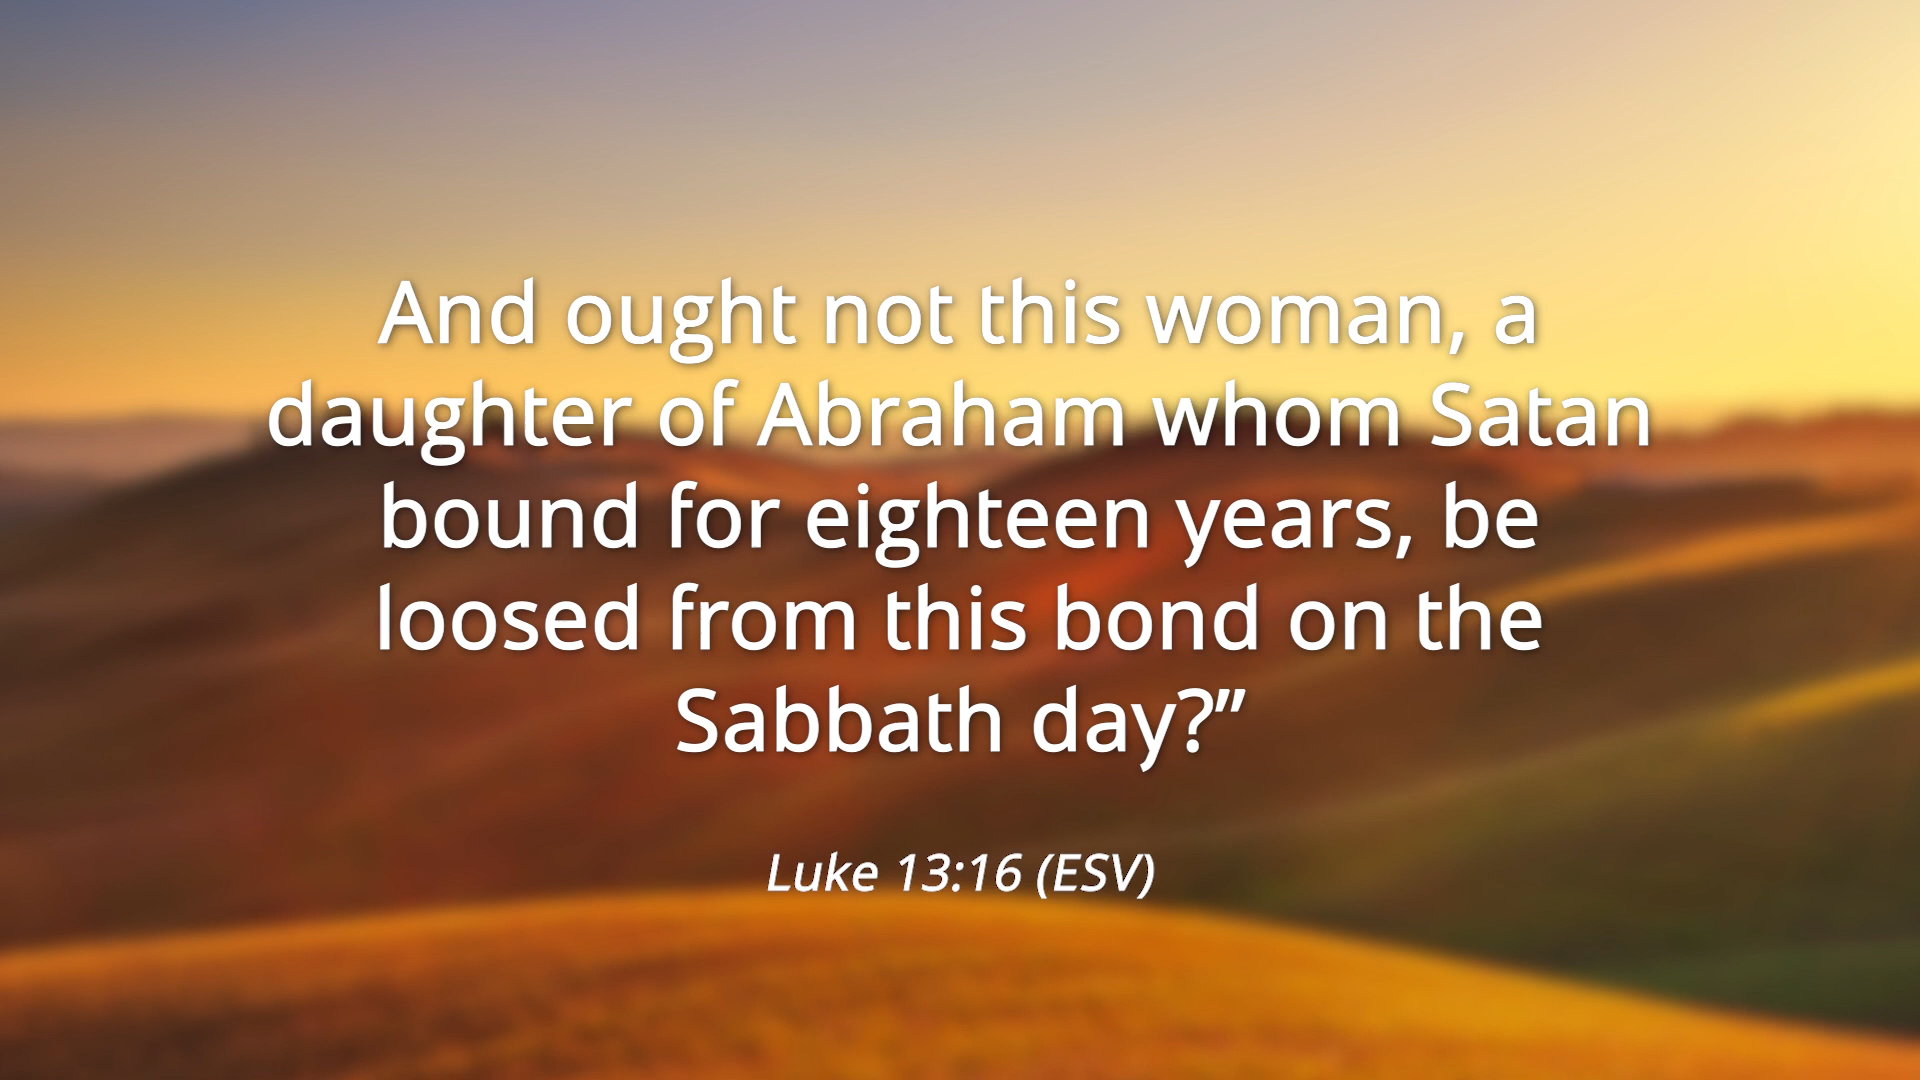 And ought not this woman, a
daughter of Abraham whom Satan
bound for eighteen years, be
loosed from this bond on the
Sabbath day?”
Luke 13:16 (ESV)